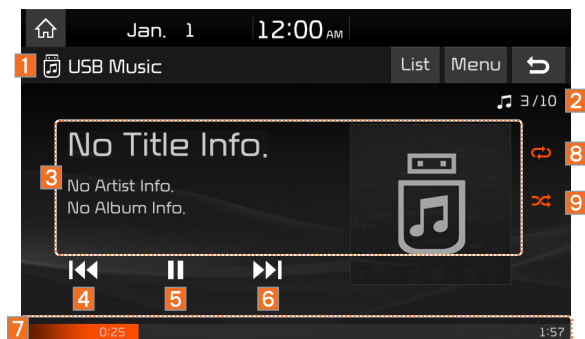 Jan. 1 12:00 AM
1 USB Music List Menu
3/10 2
No Title Info.
3
No Artist Info.
No Album Info.
8
9
4 5 6
7 0:25 1:57